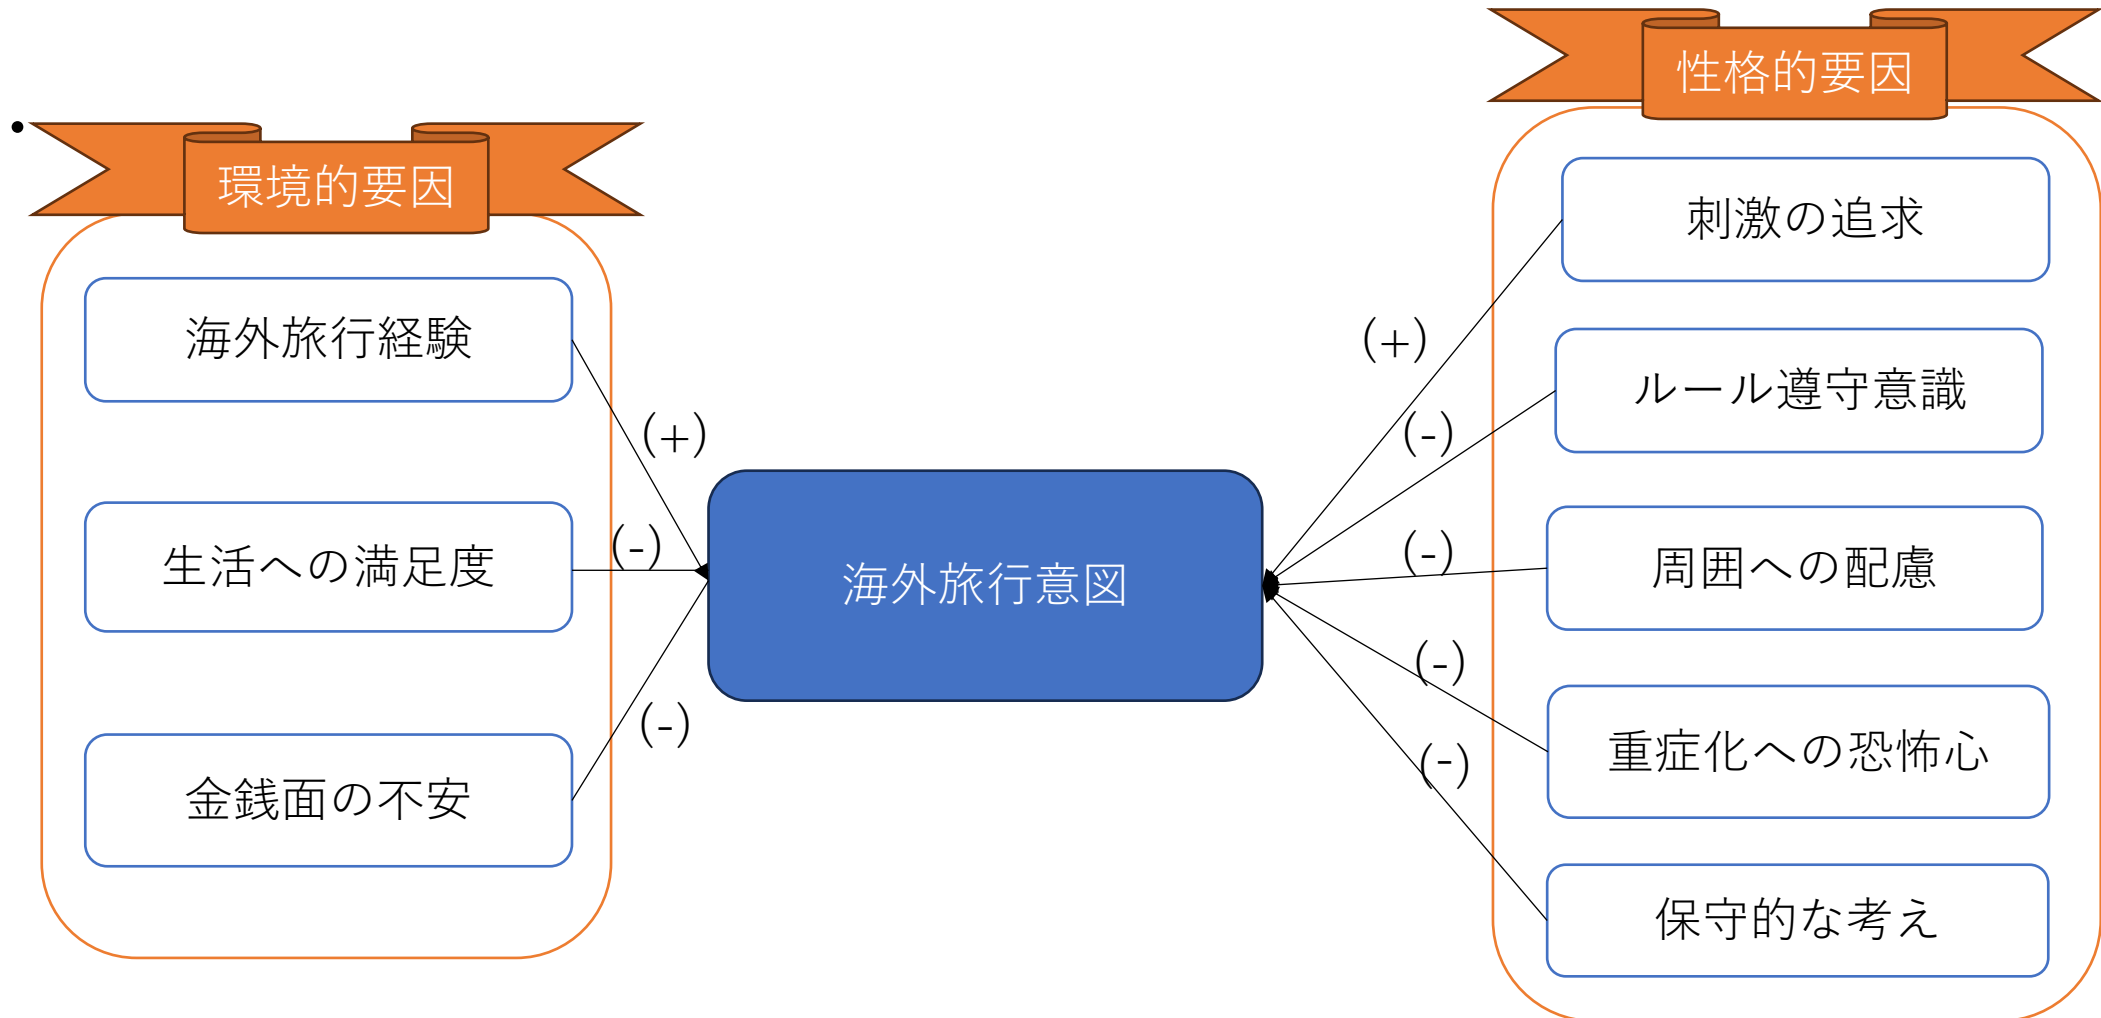 •
環境的要因
海外旅行経験
(+)
生活への満足度
(-)
金銭面の不安
(-)
海外旅行意図
性格的要因
刺激の追求
(+)
ルール遵守意識
(-)
周囲への配慮
(-)
重症化への恐怖心
(-)
保守的な考え
(-)